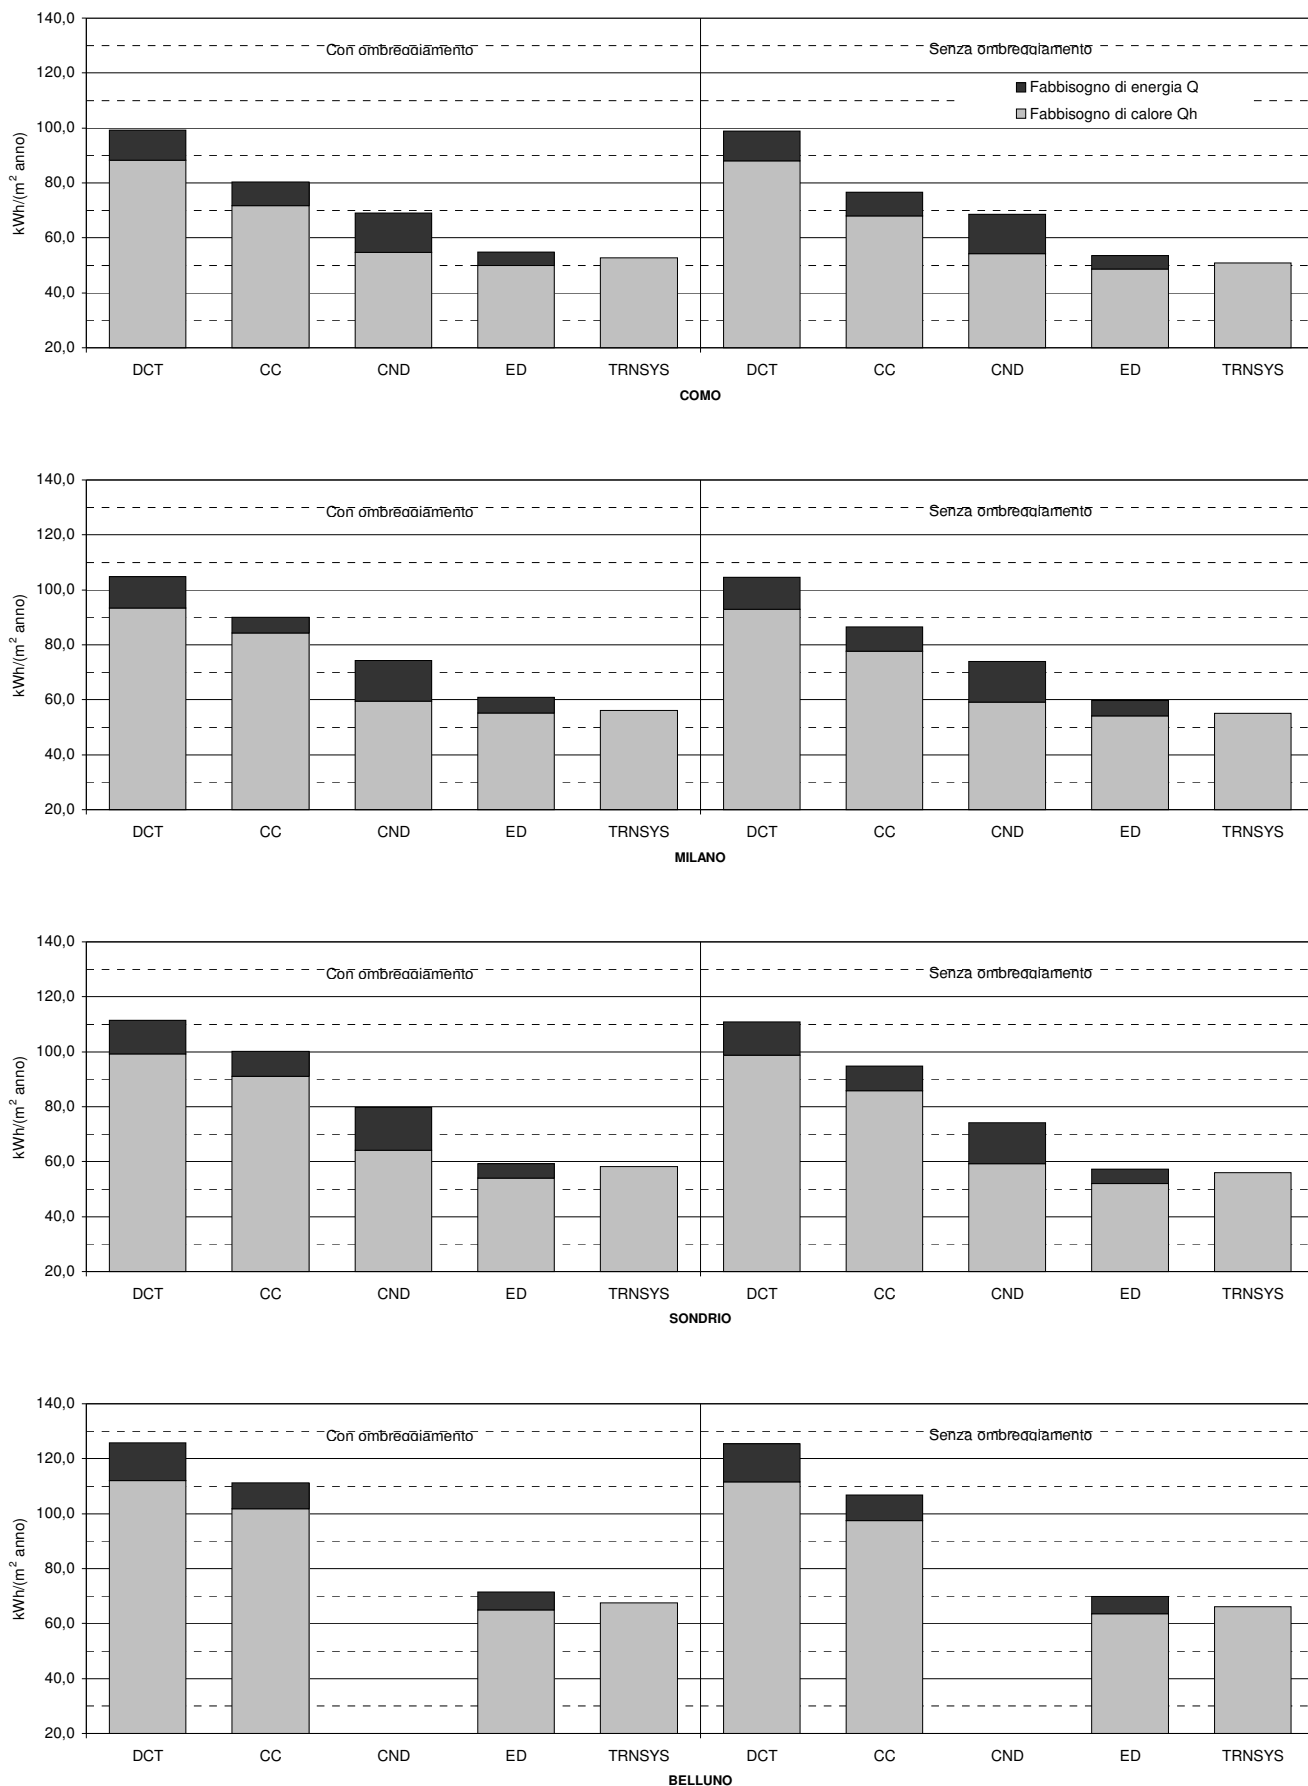 140,0
120,0
100,0
80,0
60,0
40,0
20,0
kWh/(m² anno)
Con ombreggiamento
Senza ombreggiamento
Fabbisogno di energia Q
Fabbisogno di calore Qh
DCT CC CND ED TRNSYS DCT CC CND ED TRNSYS
COMO
140,0
120,0
100,0
80,0
60,0
40,0
20,0
kWh/(m² anno)
Con ombreggiamento
Senza ombreggiamento
DCT CC CND ED TRNSYS DCT CC CND ED TRNSYS
MILANO
140,0
120,0
100,0
80,0
60,0
40,0
20,0
kWh/(m² anno)
Con ombreggiamento
Senza ombreggiamento
DCT CC CND ED TRNSYS DCT CC CND ED TRNSYS
SONDRIO
140,0
120,0
100,0
80,0
60,0
40,0
20,0
kWh/(m² anno)
Con ombreggiamento
Senza ombreggiamento
DCT CC CND ED TRNSYS DCT CC CND ED TRNSYS
BELLUNO